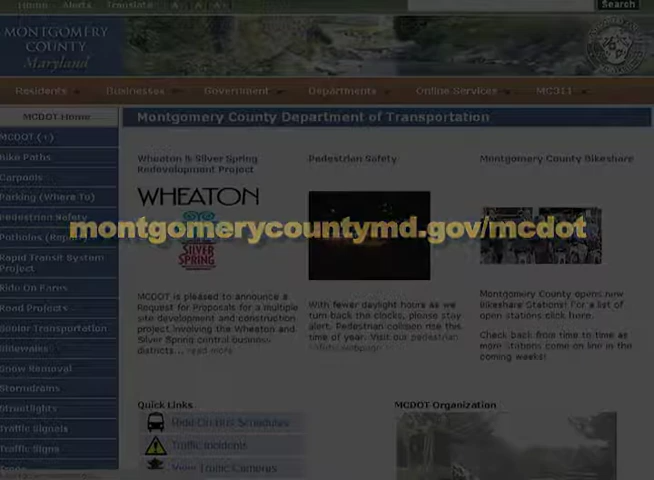 Home Alerts Translate A A A
Search
MONTGOMERY
COUNTY
Maryland
Residents Businesses Government Departments Online Services MC311
MCDOT Home
Montgomery County Department of Transportation
MCDOT (+)
Bike Paths
Carpools
Parking (Where To)
Pedestrian Safety
Potholes (Repair)
Rapid Transit System
Project
Ride On Fares
Road Projects
Senior Transportation
Sidewalks
Snow Removal
Stormdrains
Streetlights
Traffic Signals
Traffic Signs
Wheaton & Silver Spring
Redevelopment Project
WHEATON
SILVER
SPRING
MCDOT is pleased to announce a
Request for Proposals for a multiple
site development and construction
project involving the Wheaton and
Silver Spring central business
districts... read more
Pedestrian Safety
With fewer daylight hours as we
turn back the clocks, please stay
alert. Pedestrian collision rise this
time of year. Visit our pedestrian
safety webpage
Montgomery County Bikeshare
Montgomery County opens new
Bikeshare Stations! For a list of
open stations click here.
Check back from time to time as
more stations come on line in the
coming weeks!
montgomerycountymd.gov/mcdot
Quick Links
Ride On Bus Schedules
Traffic Incidents
View Traffic Cameras
MCDOT Organization